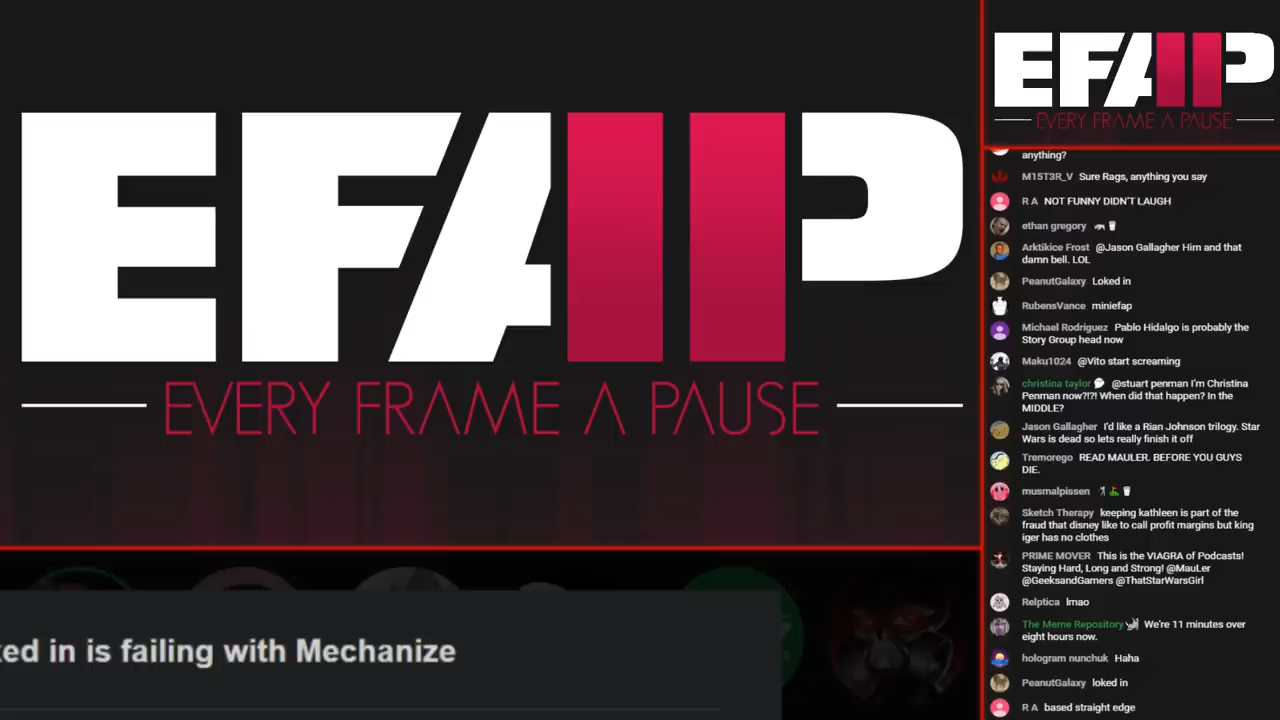 EFAP
EVERY FRAME A PAUSE
ked in is failing with Mechanize
EFAP
EVERY FRAME A PAUSE
anything?
M15T3R_V Sure Rags, anything you say
R A NOT FUNNY DIDN'T LAUGH
ethan gregory
Arktikice Frost @Jason Gallagher Him and that
damn bell. LOL
PeanutGalaxy Loked in
RubensVance miniefap
Michael Rodriguez Pablo Hidalgo is probably the
Story Group head now
Maku1024 @Vito start screaming
christina taylor @stuart penman I'm Christina
Penman now?!?! When did that happen? In the
MIDDLE?
Jason Gallagher I'd like a Rian Johnson trilogy. Star
Wars is dead so lets really finish it off
Tremorego READ MAULER. BEFORE YOU GUYS
DIE.
musmalpissen
Sketch Therapy keeping kathleen is part of the
fraud that disney like to call profit margins but king
iger has no clothes
PRIME MOVER This is the VIAGRA of Podcasts!
Staying Hard, Long and Strong! @MauLer
@GeeksandGamers @ThatStarWarsGirl
Relptica lmao
The Meme Repository We're 11 minutes over
eight hours now.
hologram nunchuk Haha
PeanutGalaxy loked in
R A based straight edge